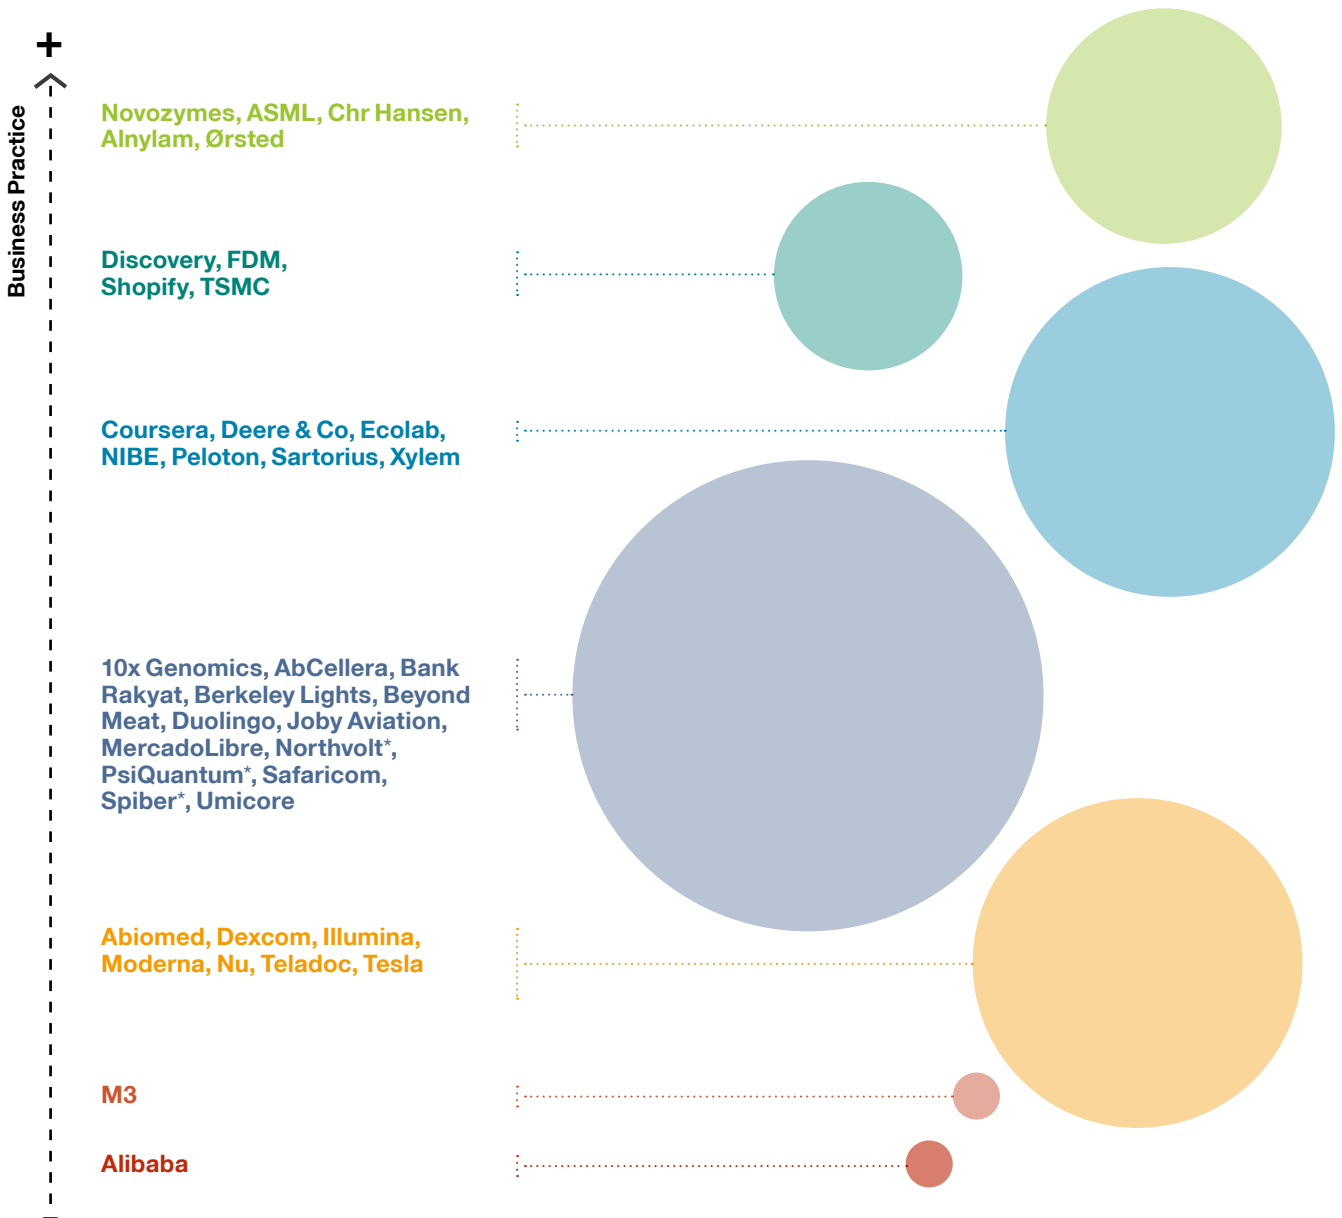 +
Business Practice
Novozymes, ASML, Chr Hansen,
Alnylam, Ørsted
Discovery, FDM,
Shopify, TSMC
Coursera, Deere & Co, Ecolab,
NIBE, Peloton, Sartorius, Xylem
10x Genomics, AbCellera, Bank
Rakyat, Berkeley Lights, Beyond
Meat, Duolingo, Joby Aviation,
MercadoLibre, Northvolt*,
PsiQuantum*, Safaricom,
Spiber*, Umicore
Abiomed, Dexcom, Illumina,
Moderna, Nu, Teladoc, Tesla
M3
Alibaba